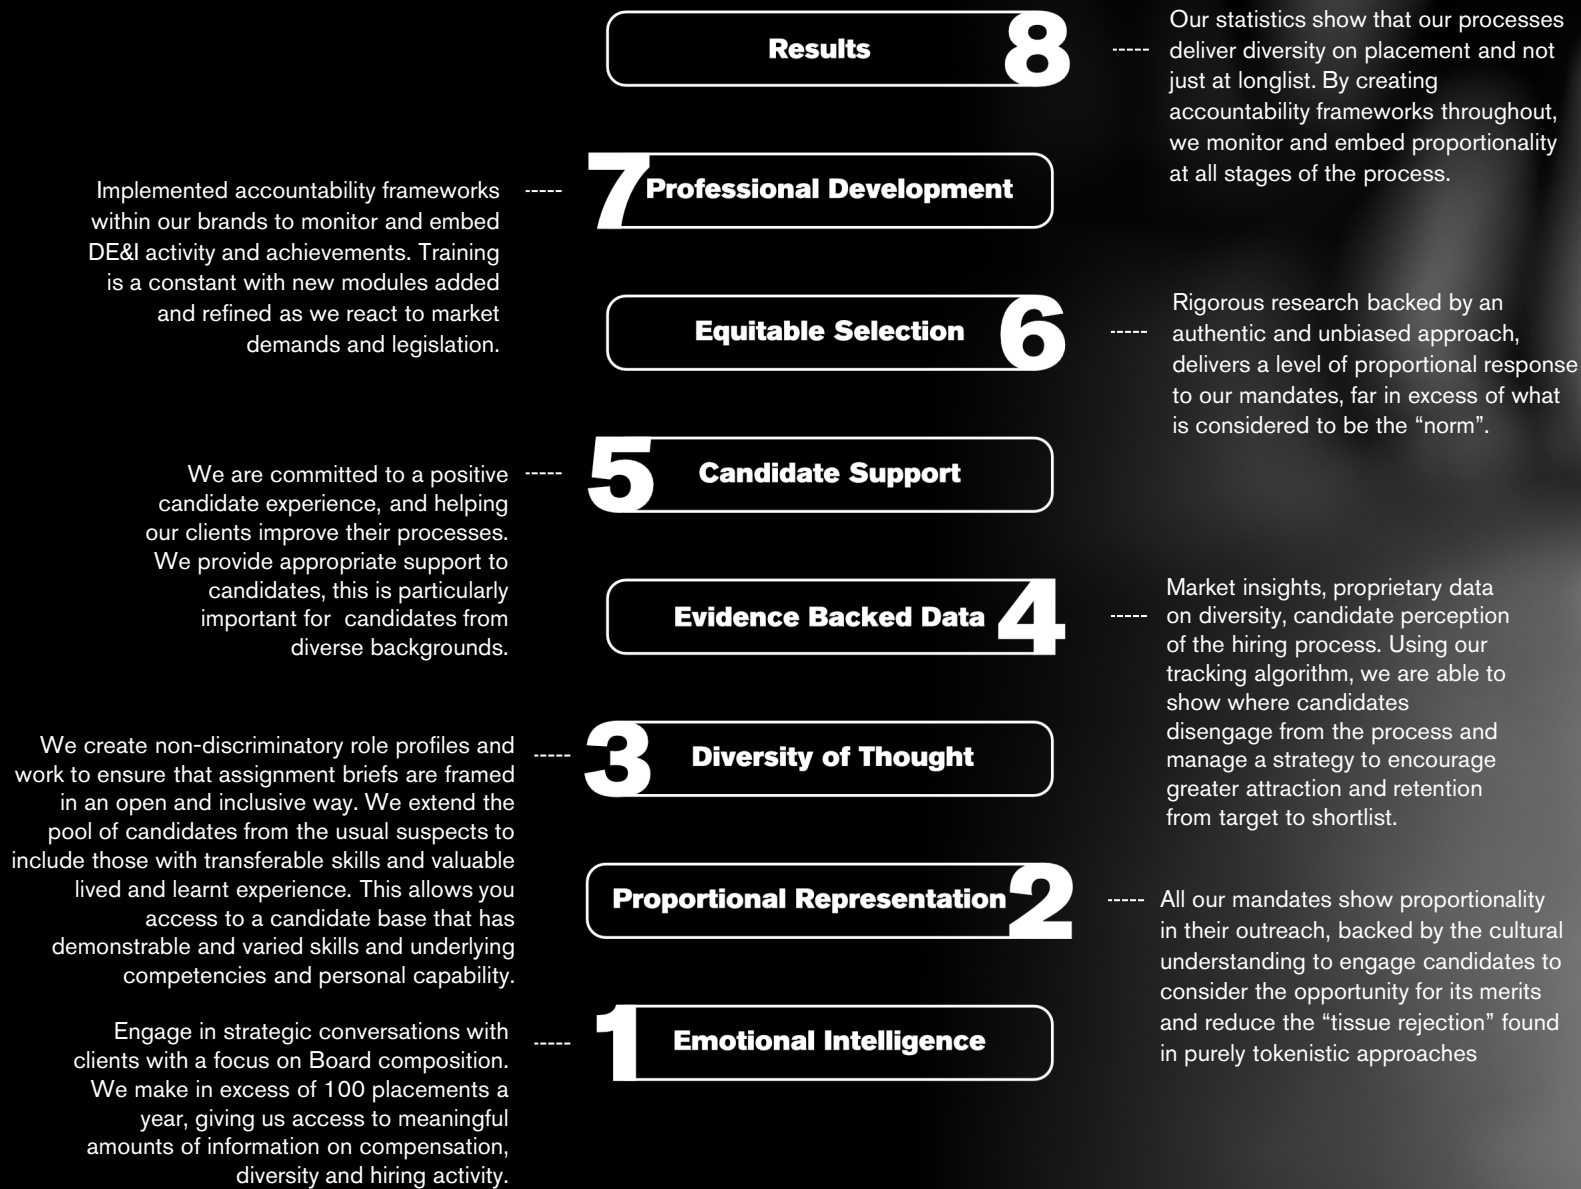 Results
8
Our statistics show that our processes
deliver diversity on placement and not
just at longlist. By creating
accountability frameworks throughout,
we monitor and embed proportionality
at all stages of the process.
7
Professional Development
Implemented accountability frameworks
within our brands to monitor and embed
DE&I activity and achievements. Training
is a constant with new modules added
and refined as we react to market
demands and legislation.
Equitable Selection
6
Rigorous research backed by an
authentic and unbiased approach,
delivers a level of proportional response
to our mandates, far in excess of what
is considered to be the “norm”.
5
Candidate Support
We are committed to a positive
candidate experience, and helping
our clients improve their processes.
We provide appropriate support to
candidates, this is particularly
important for candidates from
diverse backgrounds.
Evidence Backed Data
4
Market insights, proprietary data
on diversity, candidate perception
of the hiring process. Using our
tracking algorithm, we are able to
show where candidates
disengage from the process and
manage a strategy to encourage
greater attraction and retention
from target to shortlist.
3
Diversity of Thought
We create non-discriminatory role profiles and
work to ensure that assignment briefs are framed
in an open and inclusive way. We extend the
pool of candidates from the usual suspects to
include those with transferable skills and valuable
lived and learnt experience. This allows you
access to a candidate base that has
demonstrable and varied skills and underlying
competencies and personal capability.
Proportional Representation
2
All our mandates show proportionality
in their outreach, backed by the cultural
understanding to engage candidates to
consider the opportunity for its merits
and reduce the “tissue rejection” found
in purely tokenistic approaches
1
Emotional Intelligence
Engage in strategic conversations with
clients with a focus on Board composition.
We make in excess of 100 placements a
year, giving us access to meaningful
amounts of information on compensation,
diversity and hiring activity.